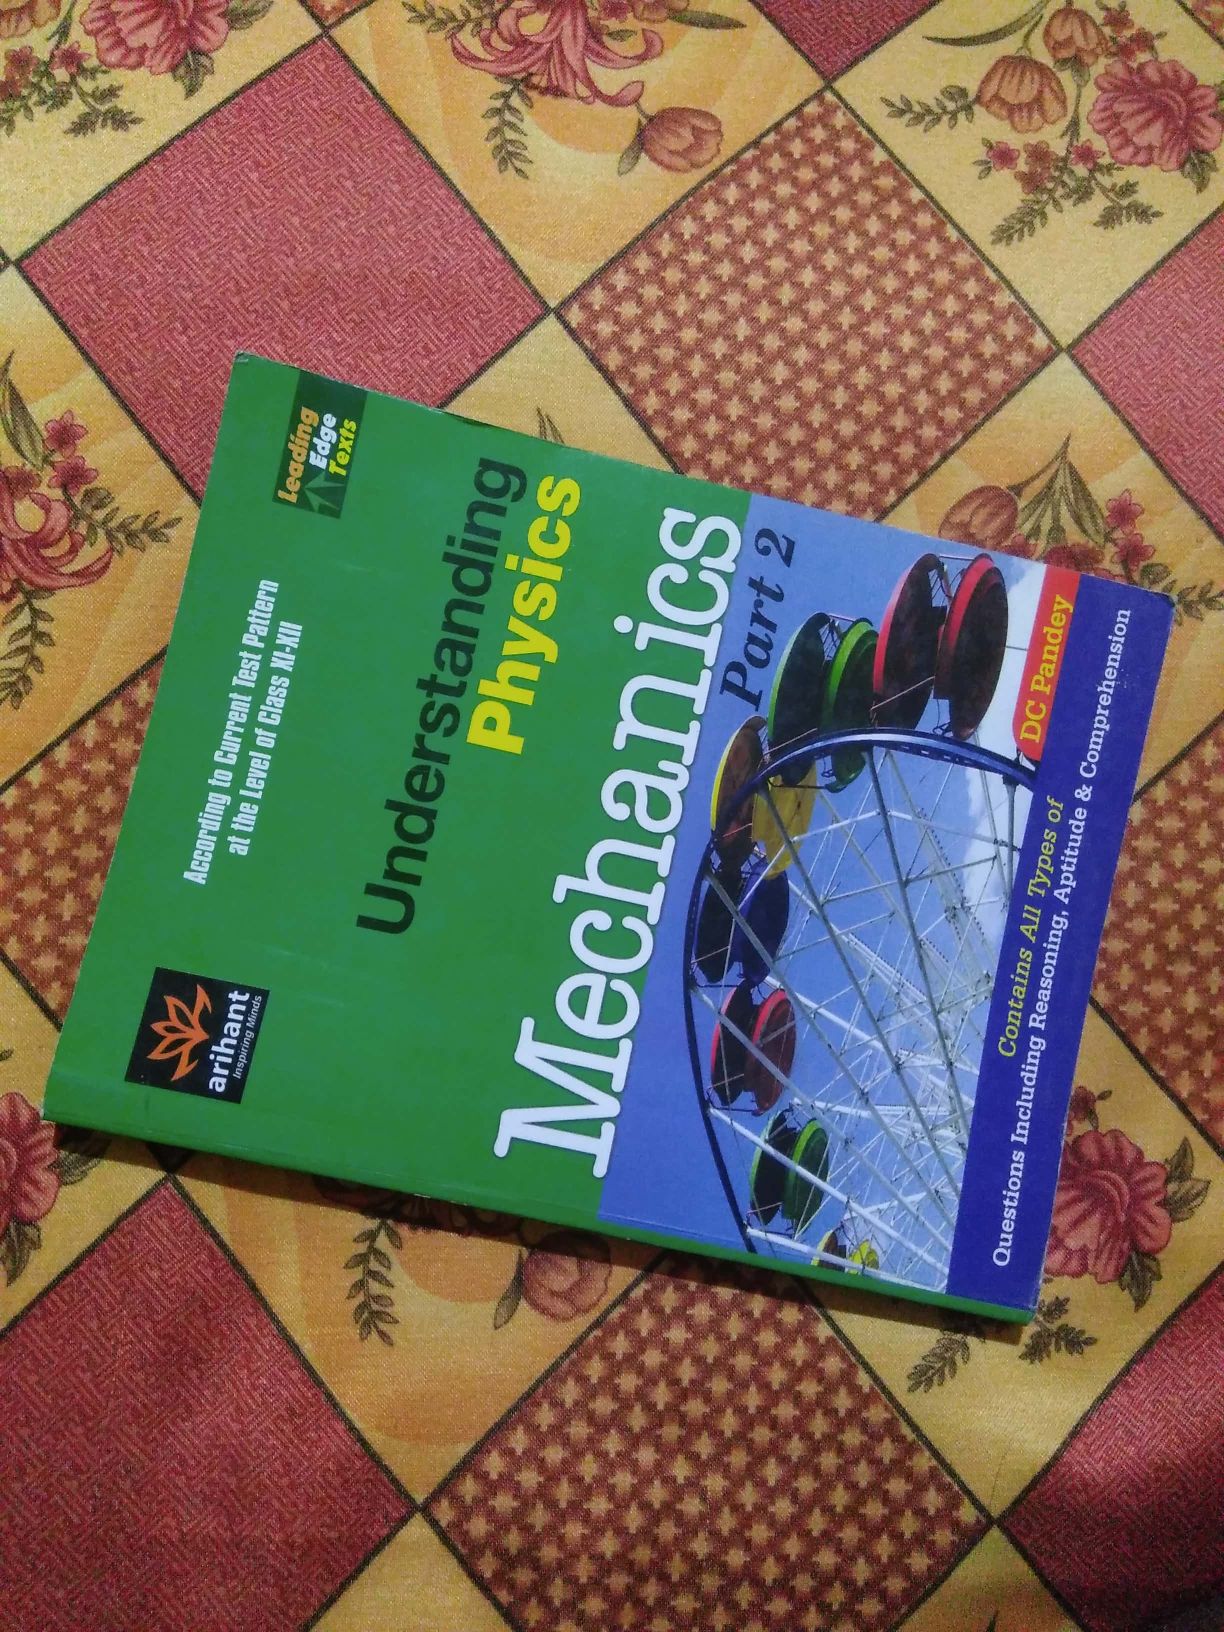 According to Current Test Pattern
at the Level of Class XI-XII
Leading
Edge
Texts
arihant
Inspiring Minds
Understanding
Physics
Mechanics
Part 2
DC Pandey
Contains All Types of
Questions Including Reasoning, Aptitude & Comprehension